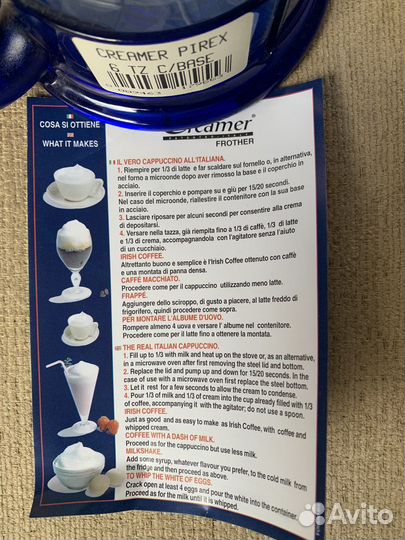 CREAMER PIREX
6 TZ C/BASE
COSA SI OTTIENE
WHAT IT MAKES
Creamer
FROTHER
IL VERO CAPPUCCINO ALL'ITALIANA.
1. Riempire per 1/3 di latte e far scaldare sul fornello o, in alternativa,
nel forno a microonde dopo aver rimosso la base e il coperchio in
acciaio.
2. Inserire il coperchio e pompare su e giù per 15/20 secondi.
Nel caso del microonde, riallestire il contenitore con la sua base
in acciaio.
3. Lasciare riposare per alcuni secondi per consentire alla crema
di depositarsi.
4. Versare nella tazza, già riempita fino a 1/3 di caffè, 1/3 di latte
e 1/3 di crema, accompagnandola con l'agitatore senza l'aiuto
di un cucchiaio.
IRISH COFFEE.
Altrettanto buono e semplice è l'Irish Coffee ottenuto con caffè
e una montata di panna densa.
CAFFÈ MACCHIATO.
Procedere come per il cappuccino utilizzando meno latte.
FRAPPÉ.
Aggiungere dello sciroppo, di gusto a piacere, al latte freddo di
frigorifero, quindi procedere come sopra.
PER MONTARE L'ALBUME D'UOVO.
Rompere almeno 4 uova e versare l' albume nel contenitore.
Procedere come per il latte fino a ottenere la montata.
THE REAL ITALIAN CAPPUCCINO.
1. Fill up to 1/3 with milk and heat up on the stove or, as an alternative,
in a microwave oven after first removing the steel lid and bottom.
2. Replace the lid and pump up and down for 15/20 seconds. in the
case of use with a microwave oven first replace the steel bottom.
3. Let it rest for a few seconds to allow the cream to condense.
4. Pour 1/3 of milk and 1/3 of cream into the cup already filled with 1/3
of coffee, accompanying it with the agitator; do not use a spoon.
IRISH COFFEE.
Just as good and as easy to make as Irish Coffee, with coffee and
whipped cream.
COFFEE WITH A DASH OF MILK.
Proceed as for the cappuccino but use less milk.
MILKSHAKE.
Add some syrup, whatever flavour you prefer, to the cold milk from
the fridge and then proceed as above.
TO WHIP THE WHITE OF EGGS.
Crack open at least 4 eggs and pour the white into the container.
Proceed as for the milk until it is whipped.
Avito